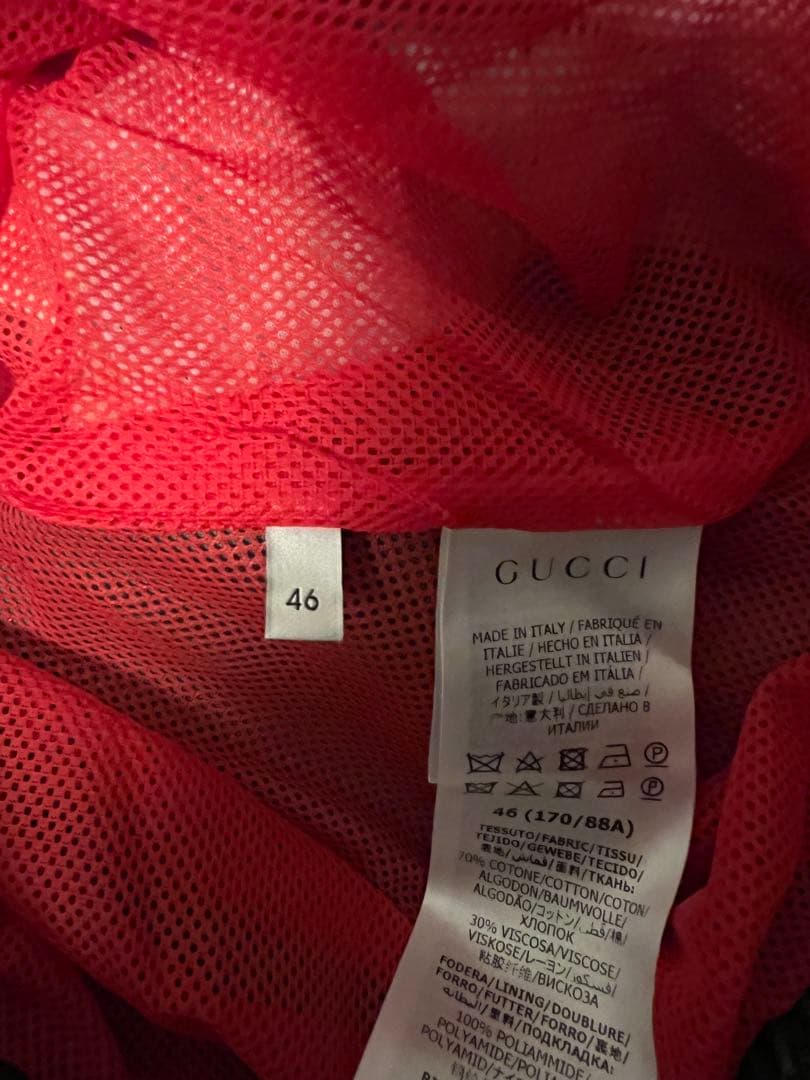 46
GUCCI
MADE IN ITALY / FABRIQUÉ EN
ITALIE / HECHO EN ITALIA /
HERGESTELLT IN ITALIEN /
FABRICADO EM ITÁLIA /
イタリア製 / صنع في إيطاليا /
产地: 意大利 / СДЕЛАНО В
ИТАЛИИ
P
P
46 (170/88A)
TESSUTO/FABRIC/TISSU/
TEJIDO/GEWEBE/TECIDO/
表地/قماش/面料/ТКАНЬ:
70% COTONE/COTTON/COTON/
ALGODON/BAUMWOLLE/
ALGODÃO/コットン/قطن/棉/
ХЛОПОК
30% VISCOSA/VISCOSE/
VISKOSE/レーヨン/فسكوز/
粘胶纤维/ВИСКОЗА
FODERA/LINING/DOUBLURE/
FORRO/FUTTER/FORRO/裏地/
البطانة/里料/ПОДКЛАДКА:
100% POLIAMMIDE/
POLYAMIDE/
POLYAMID/